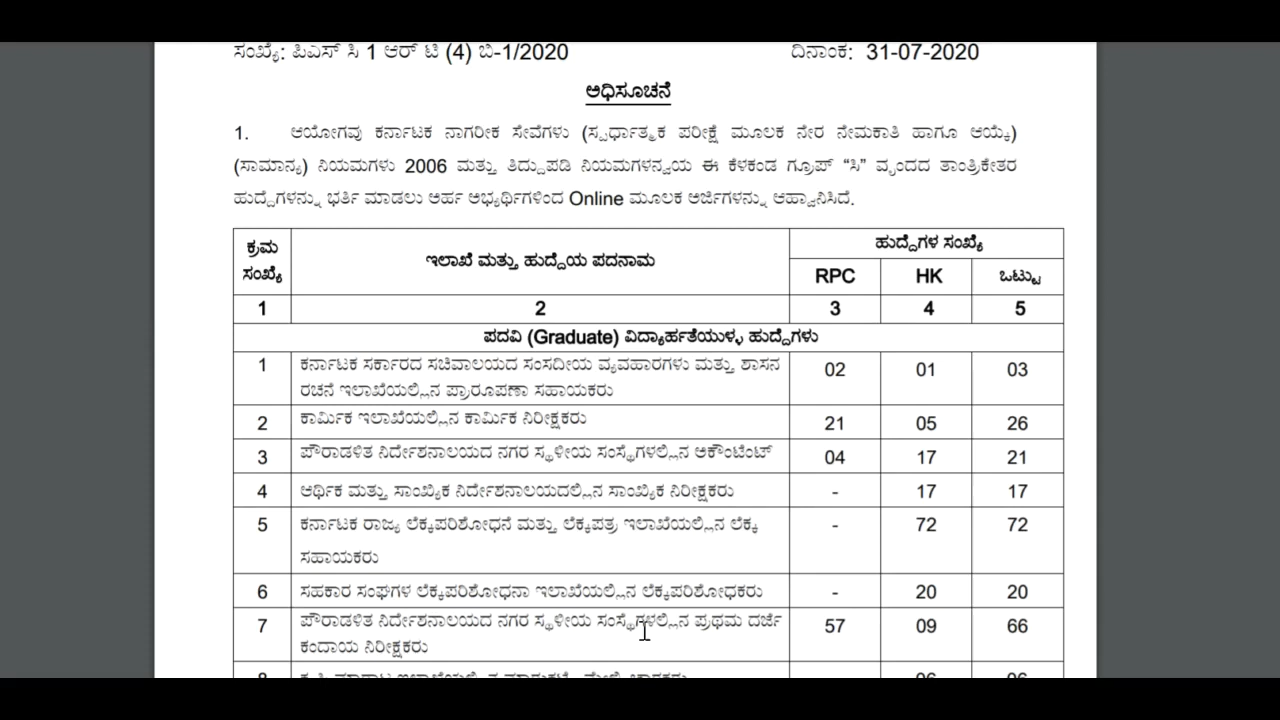 ಸಂಖ್ಯೆ: ಪಿಎಸ್ ಸಿ 1 ಆರ್ ಟಿ (4) ಬಿ-1/2020 ದಿನಾಂಕ: 31-07-2020
ಅಧಿಸೂಚನೆ
1. ಆಯೋಗವು ಕರ್ನಾಟಕ ನಾಗರೀಕ ಸೇವೆಗಳು (ಸ್ಪರ್ಧಾತ್ಮಕ ಪರೀಕ್ಷೆ ಮೂಲಕ ನೇರ ನೇಮಕಾತಿ ಹಾಗೂ ಆಯ್ಕೆ)
(ಸಾಮಾನ್ಯ) ನಿಯಮಗಳು 2006 ಮತ್ತು ತಿದ್ದುಪಡಿ ನಿಯಮಗಳನ್ವಯ ಈ ಕೆಳಕಂಡ ಗ್ರೂಪ್ “ಸಿ” ವೃಂದದ ತಾಂತ್ರಿಕೇತರ
ಹುದ್ದೆಗಳನ್ನು ಭರ್ತಿ ಮಾಡಲು ಅರ್ಹ ಅಭ್ಯರ್ಥಿಗಳಿಂದ Online ಮೂಲಕ ಅರ್ಜಿಗಳನ್ನು ಆಹ್ವಾನಿಸಿದೆ.
ಕ್ರಮ ಸಂಖ್ಯೆ ಇಲಾಖೆ ಮತ್ತು ಹುದ್ದೆಯ ಪದನಾಮ ಹುದ್ದೆಗಳ ಸಂಖ್ಯೆ
RPC HK ಒಟ್ಟು
1 2 3 4 5
ಪದವಿ (Graduate) ವಿದ್ಯಾರ್ಹತೆಯುಳ್ಳ ಹುದ್ದೆಗಳು
1 ಕರ್ನಾಟಕ ಸರ್ಕಾರದ ಸಚಿವಾಲಯದ ಸಂಸದೀಯ ವ್ಯವಹಾರಗಳು ಮತ್ತು ಶಾಸನ 02 01 03
ರಚನೆ ಇಲಾಖೆಯಲ್ಲಿನ ಪ್ರಾರೂಪಣಾ ಸಹಾಯಕರು
2 ಕಾರ್ಮಿಕ ಇಲಾಖೆಯಲ್ಲಿನ ಕಾರ್ಮಿಕ ನಿರೀಕ್ಷಕರು 21 05 26
3 ಪೌರಾಡಳಿತ ನಿರ್ದೇಶನಾಲಯದ ನಗರ ಸ್ಥಳೀಯ ಸಂಸ್ಥೆಗಳಲ್ಲಿನ ಅಕೌಂಟೆಂಟ್ 04 17 21
4 ಆರ್ಥಿಕ ಮತ್ತು ಸಾಂಖ್ಯಿಕ ನಿರ್ದೇಶನಾಲಯದಲ್ಲಿನ ಸಾಂಖ್ಯಿಕ ನಿರೀಕ್ಷಕರು - 17 17
5 ಕರ್ನಾಟಕ ರಾಜ್ಯ ಲೆಕ್ಕಪರಿಶೋಧನೆ ಮತ್ತು ಲೆಕ್ಕಪತ್ರ ಇಲಾಖೆಯಲ್ಲಿನ ಲೆಕ್ಕ - 72 72
ಸಹಾಯಕರು
6 ಸಹಕಾರ ಸಂಘಗಳ ಲೆಕ್ಕಪರಿಶೋಧನಾ ಇಲಾಖೆಯಲ್ಲಿನ ಲೆಕ್ಕಪರಿಶೋಧಕರು - 20 20
7 ಪೌರಾಡಳಿತ ನಿರ್ದೇಶನಾಲಯದ ನಗರ ಸ್ಥಳೀಯ ಸಂಸ್ಥೆಗಳಲ್ಲಿನ ಪ್ರಥಮ ದರ್ಜೆ 57 09 66
ಕಂದಾಯ ನಿರೀಕ್ಷಕರು